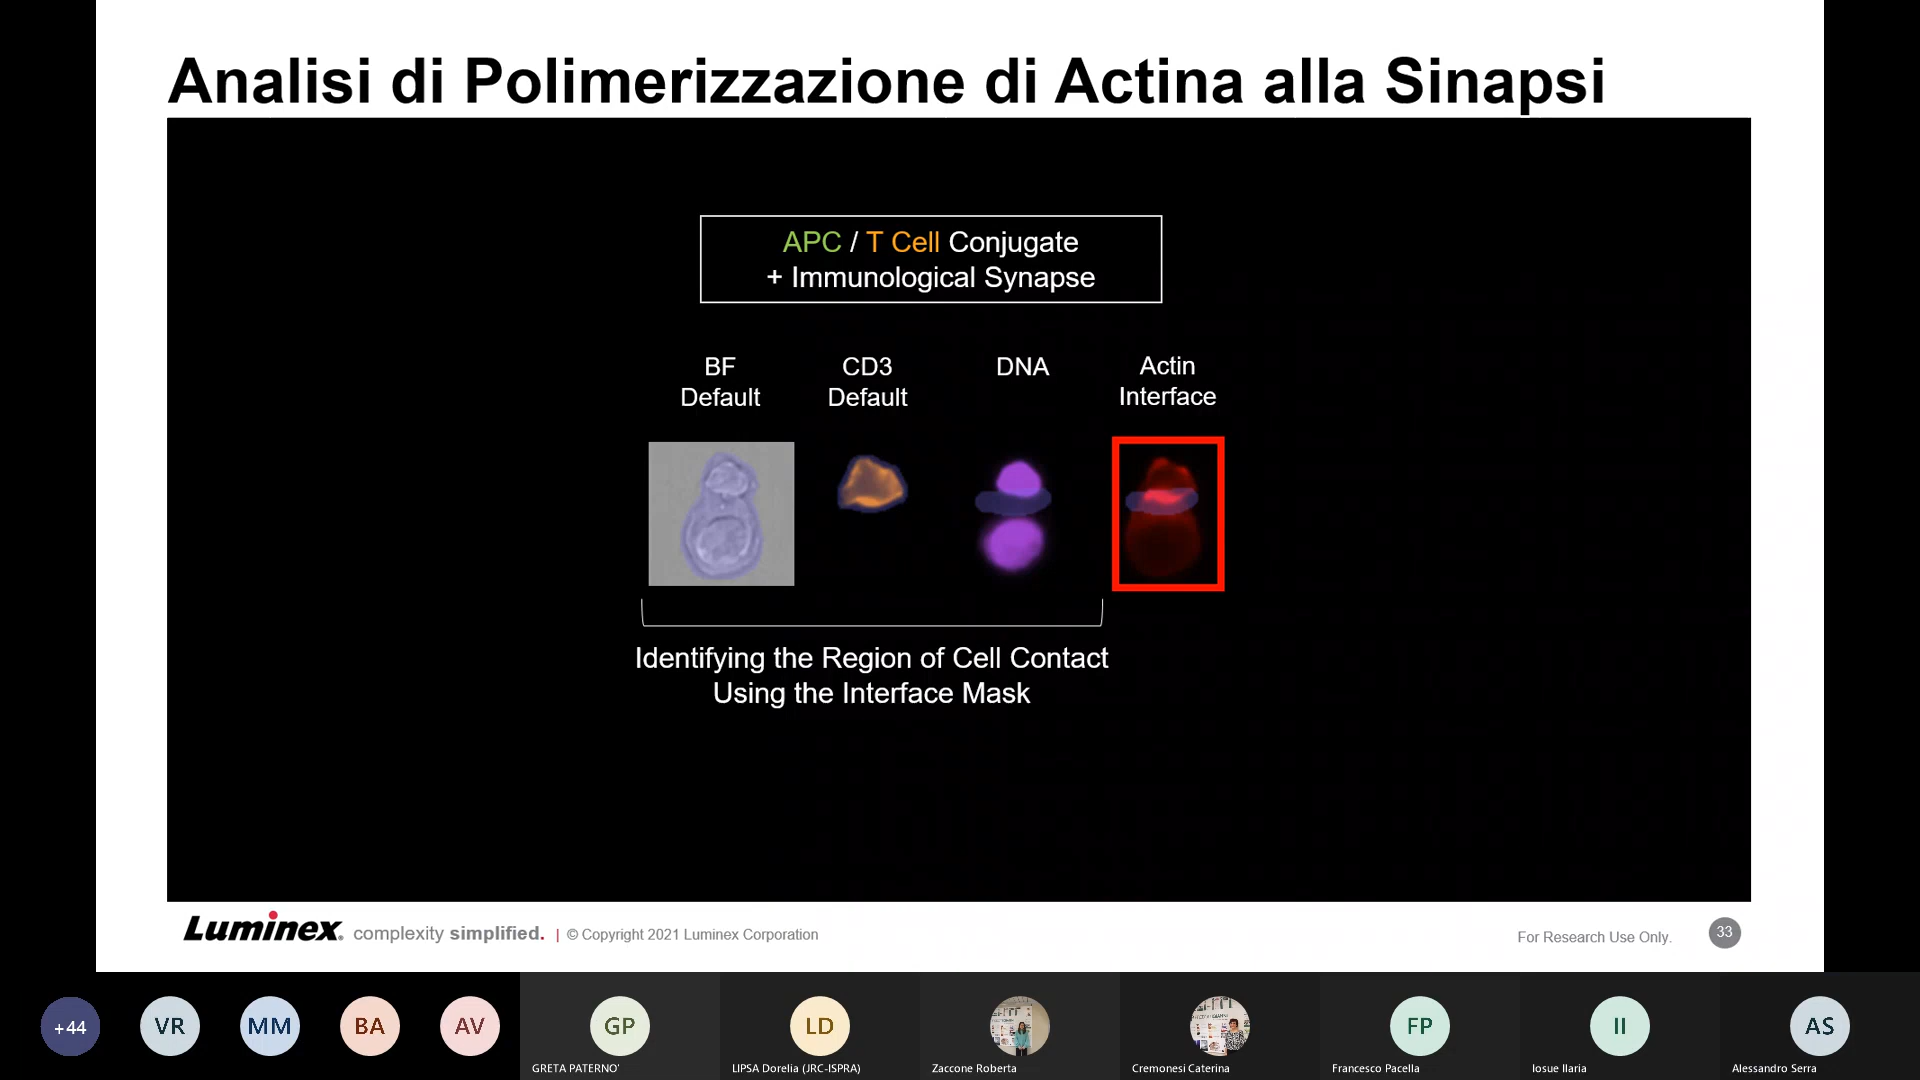 Analisi di Polimerizzazione di Actina alla Sinapsi
APC / T Cell Conjugate
+ Immunological Synapse
BF
Default
CD3
Default
DNA
Actin
Interface
Identifying the Region of Cell Contact
Using the Interface Mask
Luminex. complexity simplified. | © Copyright 2021 Luminex Corporation
For Research Use Only.
33
+44
VR
MM
BA
AV
GP
GRETA PATERNO'
LD
LIPSA Dorelia (JRC-ISPRA)
Zaccone Roberta
Cremonesi Caterina
FP
Francesco Pacella
II
Iosue Ilaria
AS
Alessandro Serra